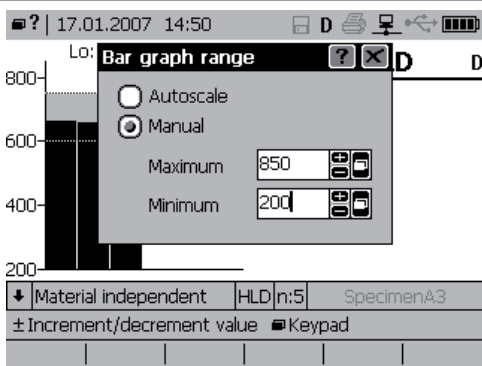 ? 17.01.2007 14:50 D
Lo: D D
Bar graph range ? X
800
Autoscale
Manual
600
Maximum 850
400
Minimum 200
200
Material independent HLD n:5 SpecimenA3
±Increment/decrement value Keypad